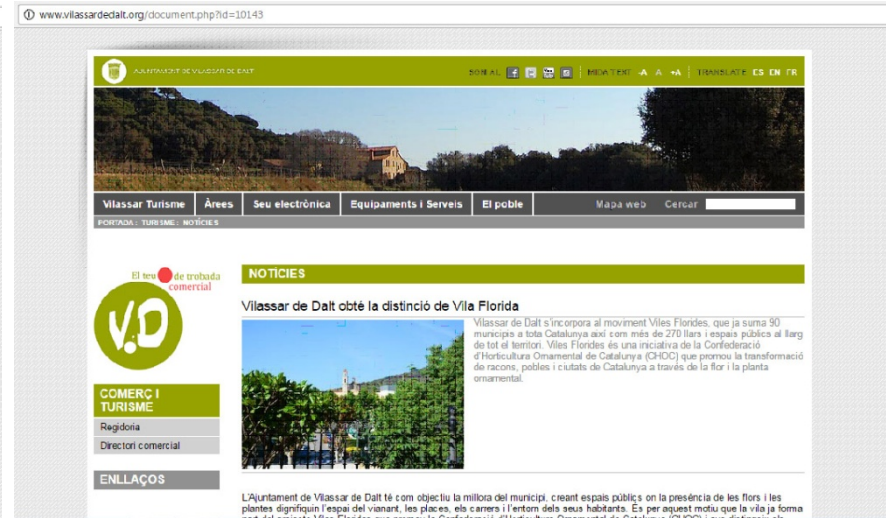 www.vilassardedalt.org/document.php?id=10143
AJUNTAMENT DE VILASSAR DE DALT
SOM AL
MIDA TEXT -A A +A
TRANSLATE ES EN FR
Vilassar Turisme Àrees Seu electrònica Equipaments i Serveis El poble Mapa web Cercar
PORTADA : TURISME : NOTÍCIES
El teu de trobada
comercial
V.D
COMERÇ I
TURISME
Regidoria
Directori comercial
ENLLAÇOS
NOTÍCIES
Vilassar de Dalt obté la distinció de Vila Florida
Vilassar de Dalt s'incorpora al moviment Viles Florides, que ja suma 90
municipis a tota Catalunya així com més de 270 llars i espais públics al llarg
de tot el territori. Viles Florides és una iniciativa de la Confederació
d'Horticultura Ornamental de Catalunya (CHOC) que promou la transformació
de racons, pobles i ciutats de Catalunya a través de la flor i la planta
ornamental.
L'Ajuntament de Vilassar de Dalt té com objectiu la millora del municipi, creant espais públics on la presència de les flors i les
plantes dignifiquin l'espai del vianant, les places, els carrers i l'entorn dels seus habitants. És per aquest motiu que la vila ja forma